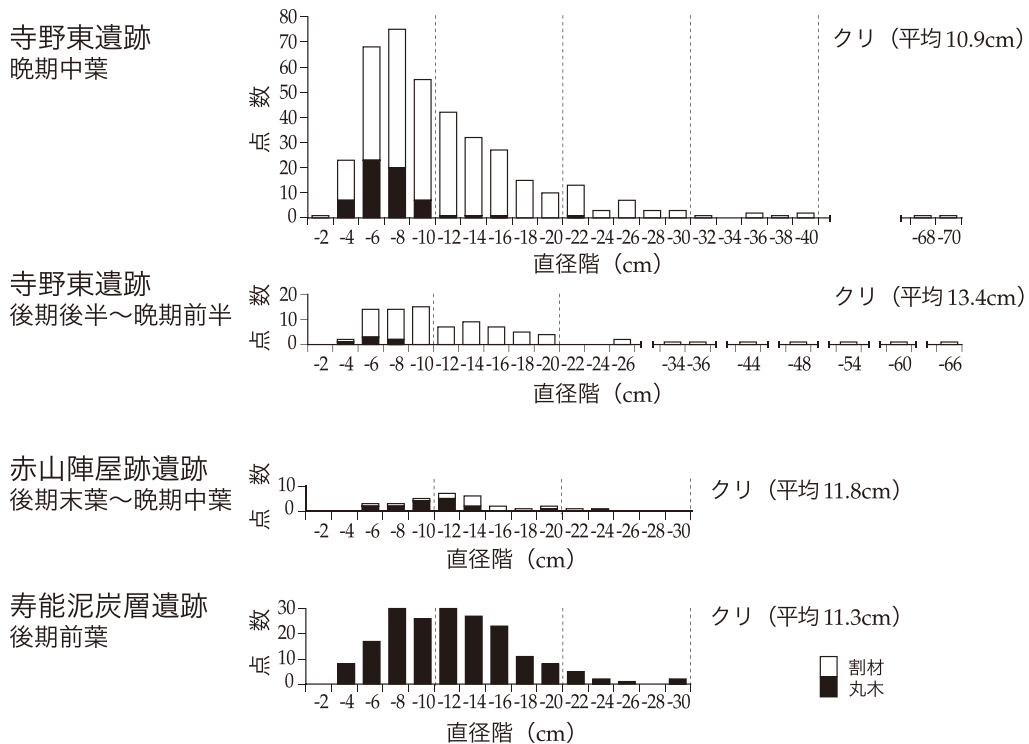 寺野東遺跡
晩期中葉
クリ（平均 10.9cm）
点 数
80
70
60
50
40
30
20
10
0
-2 -4 -6 -8 -10 -12 -14 -16 -18 -20 -22 -24 -26 -28 -30 -32 -34 -36 -38 -40 -68 -70
直径階（cm）
寺野東遺跡
後期後半～晩期前半
クリ（平均 13.4cm）
点 数
20
10
0
-2 -4 -6 -8 -10 -12 -14 -16 -18 -20 -22 -24 -26 -34 -36 -44 -48 -54 -60 -66
直径階（cm）
赤山陣屋跡遺跡
後期末葉～晩期中葉
クリ（平均 11.8cm）
点 数
10
0
-2 -4 -6 -8 -10 -12 -14 -16 -18 -20 -22 -24 -26 -28 -30
直径階（cm）
寿能泥炭層遺跡
後期前葉
クリ（平均 11.3cm）
点 数
30
20
10
0
-2 -4 -6 -8 -10 -12 -14 -16 -18 -20 -22 -24 -26 -28 -30
直径階（cm）
割材
丸木